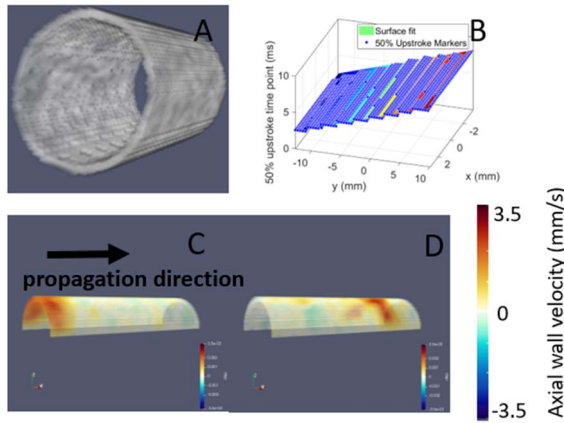 A
B
Surface fit
50% Upstroke Markers
50% upstroke time point (ms)
10
5
0
-10
-5
0
5
10
y (mm)
-2
0
2
x (mm)
C
D
propagation direction
3.5
0
-3.5
Axial wall velocity (mm/s)